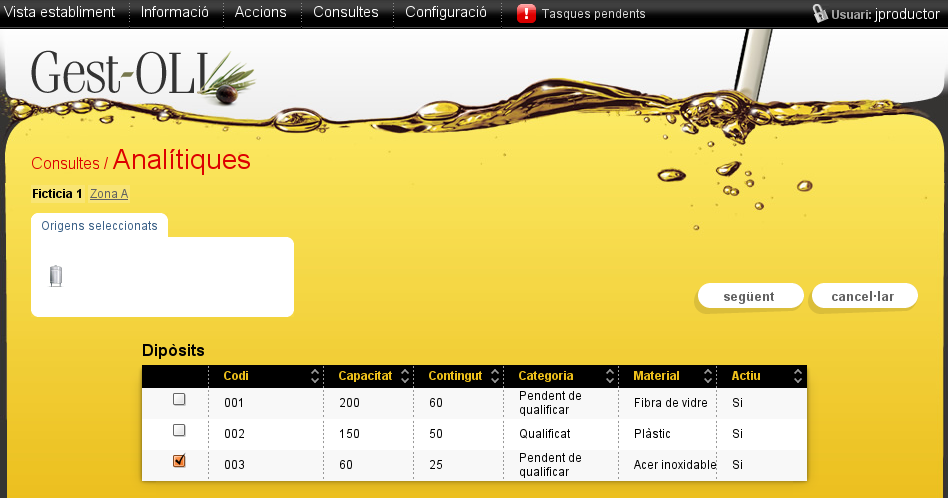 Vista establiment Informació Accions Consultes Configuració ! Tasques pendents Usuari: jproductor
Gest-OLI
Consultes / Analítiques
Ficticia 1 Zona A
Origens seleccionats
següent cancel·lar
Dipòsits
Codi Capacitat Contingut Categoria Material Actiu
001 200 60 Pendent de qualificar Fibra de vidre Si
002 150 50 Qualificat Plàstic Si
003 60 25 Pendent de qualificar Acer inoxidable Si